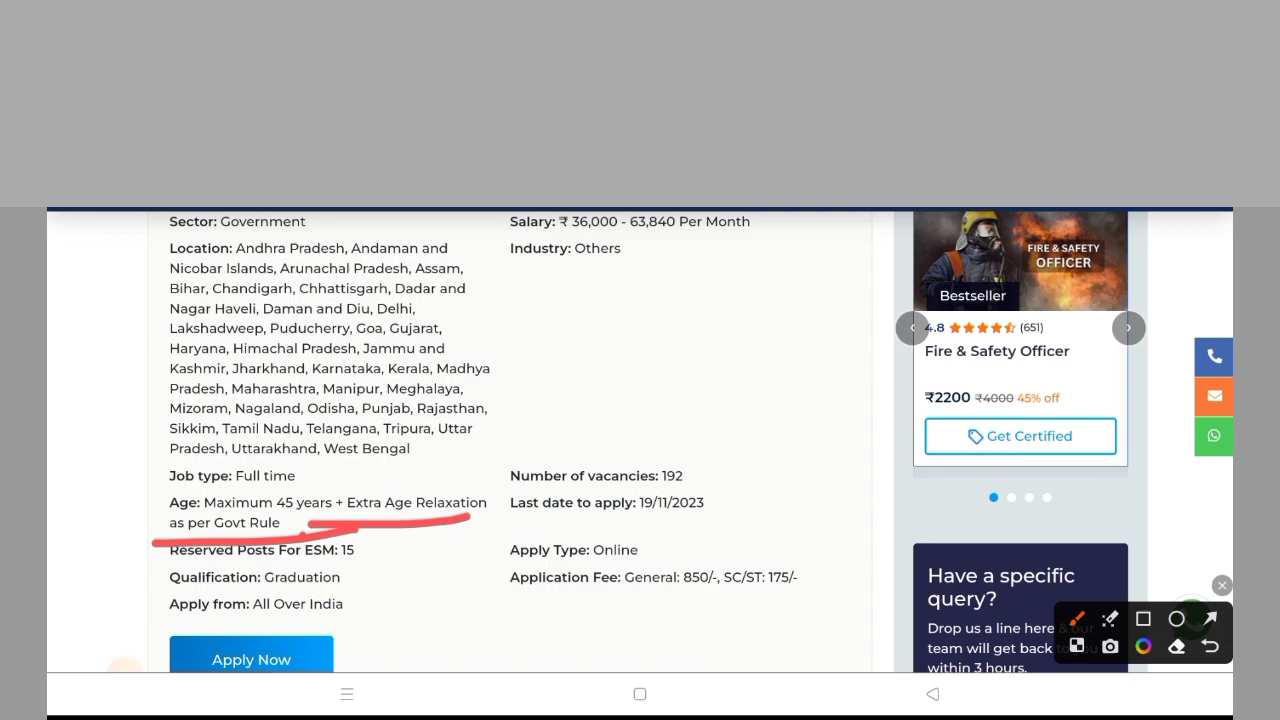 Sector: Government
Salary: ₹ 36,000 - 63,840 Per Month
Location: Andhra Pradesh, Andaman and
Nicobar Islands, Arunachal Pradesh, Assam,
Bihar, Chandigarh, Chhattisgarh, Dadar and
Nagar Haveli, Daman and Diu, Delhi,
Lakshadweep, Puducherry, Goa, Gujarat,
Haryana, Himachal Pradesh, Jammu and
Kashmir, Jharkhand, Karnataka, Kerala, Madhya
Pradesh, Maharashtra, Manipur, Meghalaya,
Mizoram, Nagaland, Odisha, Punjab, Rajasthan,
Sikkim, Tamil Nadu, Telangana, Tripura, Uttar
Pradesh, Uttarakhand, West Bengal
Industry: Others
Job type: Full time
Number of vacancies: 192
Age: Maximum 45 years + Extra Age Relaxation
as per Govt Rule
Last date to apply: 19/11/2023
Reserved Posts For ESM: 15
Apply Type: Online
Qualification: Graduation
Application Fee: General: 850/-, SC/ST: 175/-
Apply from: All Over India
Apply Now
FIRE & SAFETY
OFFICER
Bestseller
4.8 (651)
Fire & Safety Officer
₹2200 ₹4000 45% off
Get Certified
Have a specific
query?
Drop us a line here & our
team will get back to you
within 3 hours.